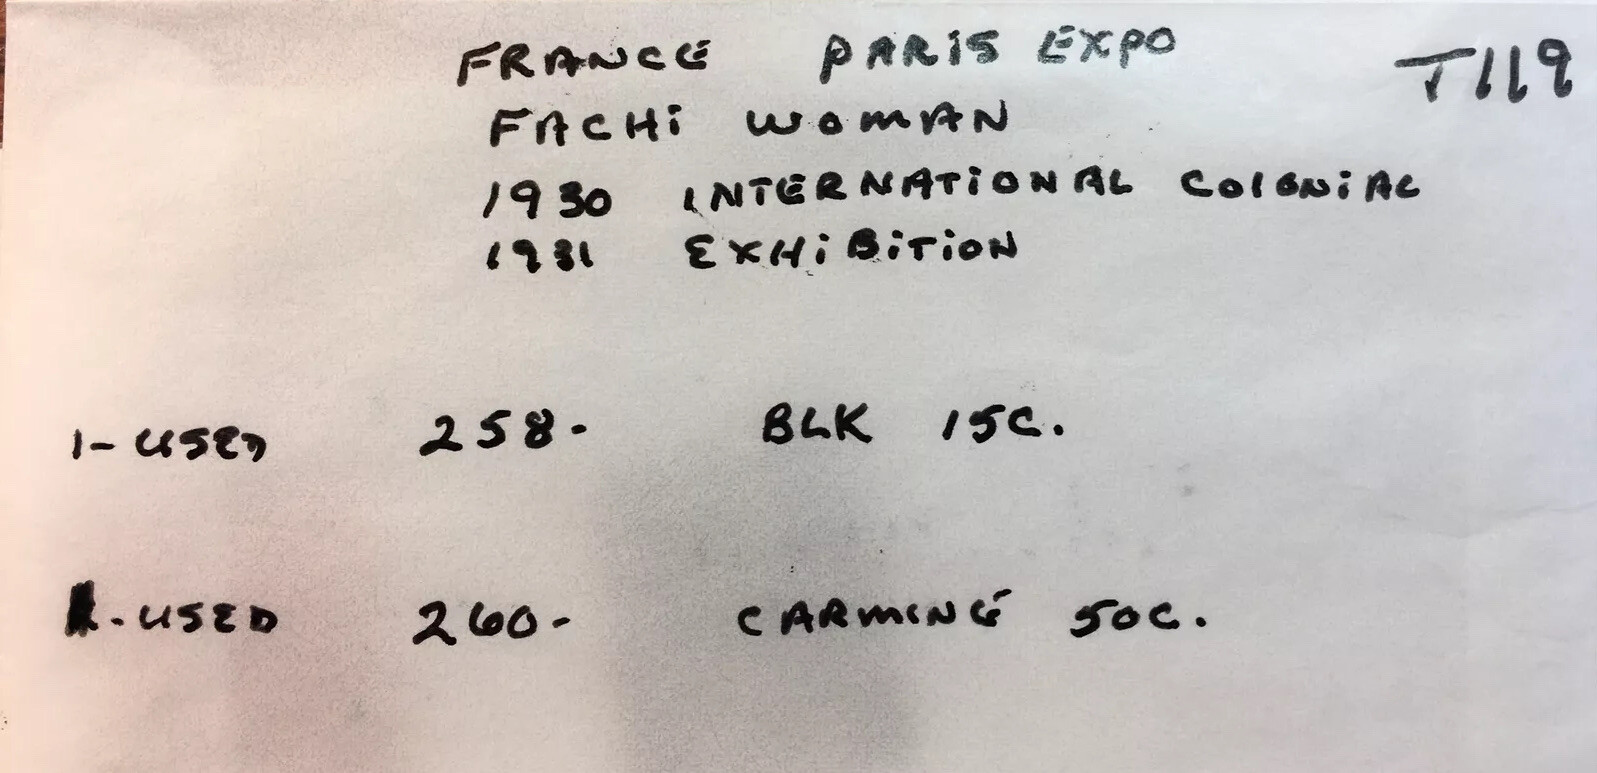 FRANCE PARIS EXPO T119
FACHI WOMAN
1930 INTERNATIONAL COLONIAL
1931 EXHIBITION
1- USED 258- BLK 15C.
1-USED 260- CARMINE 50C.